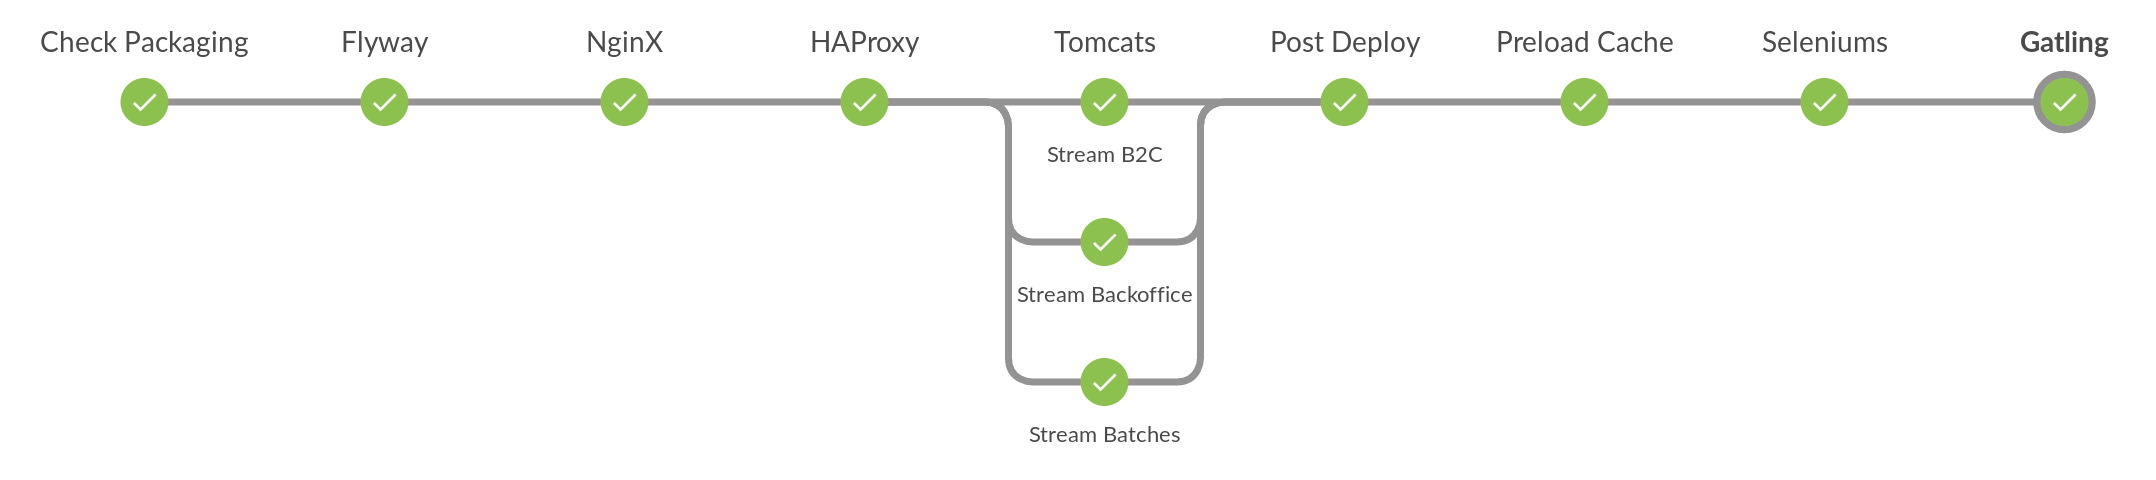 Check Packaging
Flyway
NginX
HAProxy
Tomcats
Post Deploy
Preload Cache
Seleniums
Gatling
Stream B2C
Stream Backoffice
Stream Batches